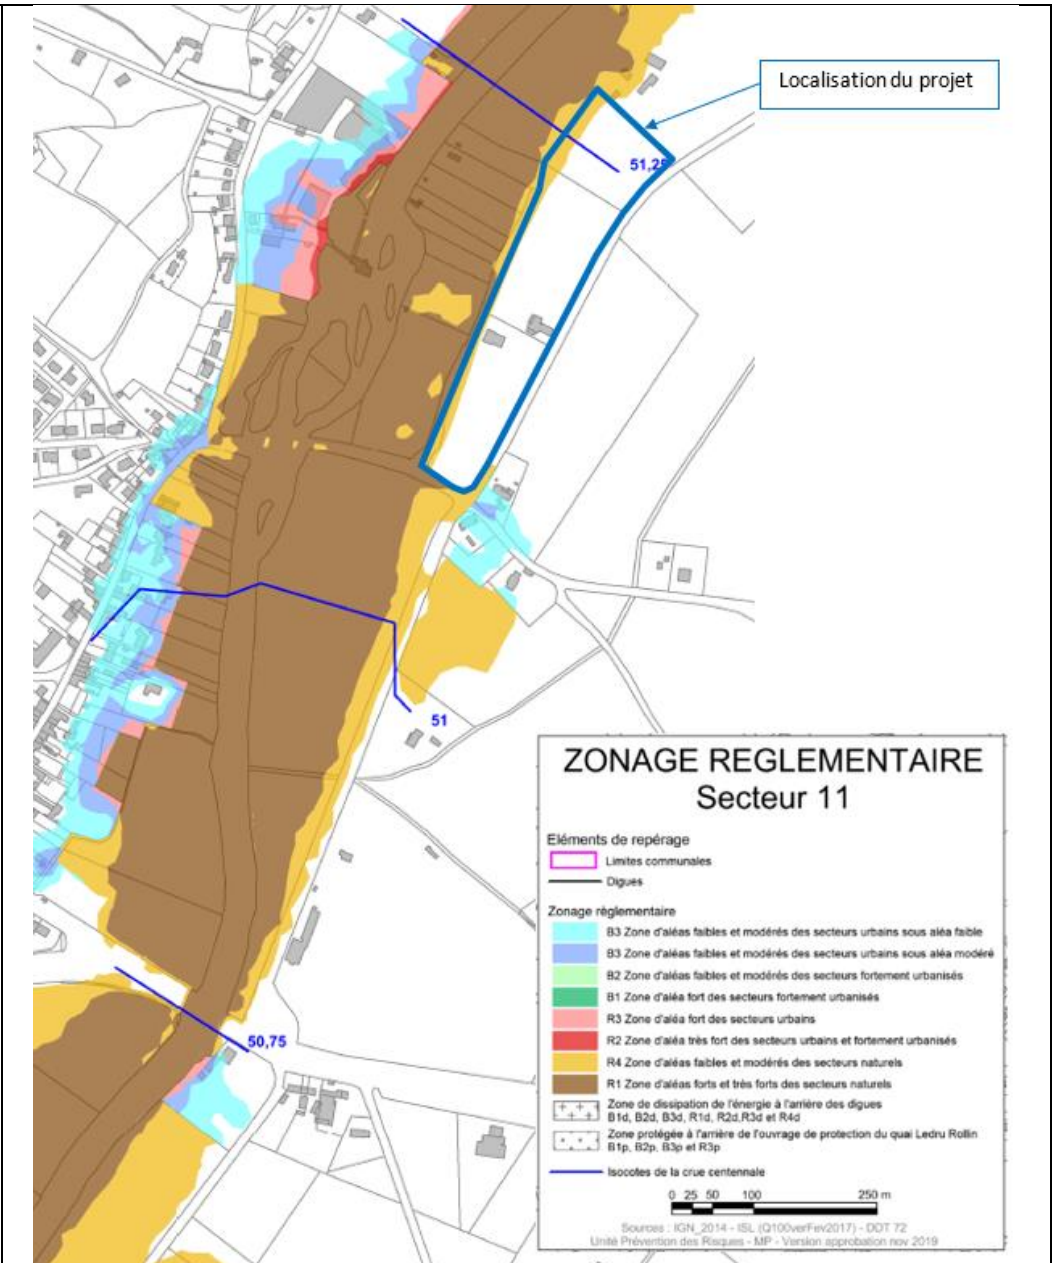 Localisation du projet
51,25
51
50,75
ZONAGE REGLEMENTAIRE
Secteur 11
Eléments de repérage
Limites communales
Digues
Zonage règlementaire
B3 Zone d'aléas faibles et modérés des secteurs urbains sous aléa faible
B3 Zone d'aléas faibles et modérés des secteurs urbains sous aléa modéré
B2 Zone d'aléas faibles et modérés des secteurs fortement urbanisés
B1 Zone d'aléa fort des secteurs fortement urbanisés
R3 Zone d'aléa fort des secteurs urbains
R2 Zone d'aléa très fort des secteurs urbains et fortement urbanisés
R4 Zone d'aléas faibles et modérés des secteurs naturels
R1 Zone d'aléas forts et très forts des secteurs naturels
Zone de dissipation de l'énergie à l'arrière des digues
B1d, B2d, B3d, R1d, R2d,R3d et R4d
Zone protégée à l'arrière de l'ouvrage de protection du quai Ledru Rollin
B1p, B2p, B3p et R3p
Isocotes de la crue centennale
0 25 50 100 250 m
Sources : IGN_2014 - ISL (Q100verFev2017) - DDT 72
Unité Prévention des Risques - MP - Version approbation nov 2019